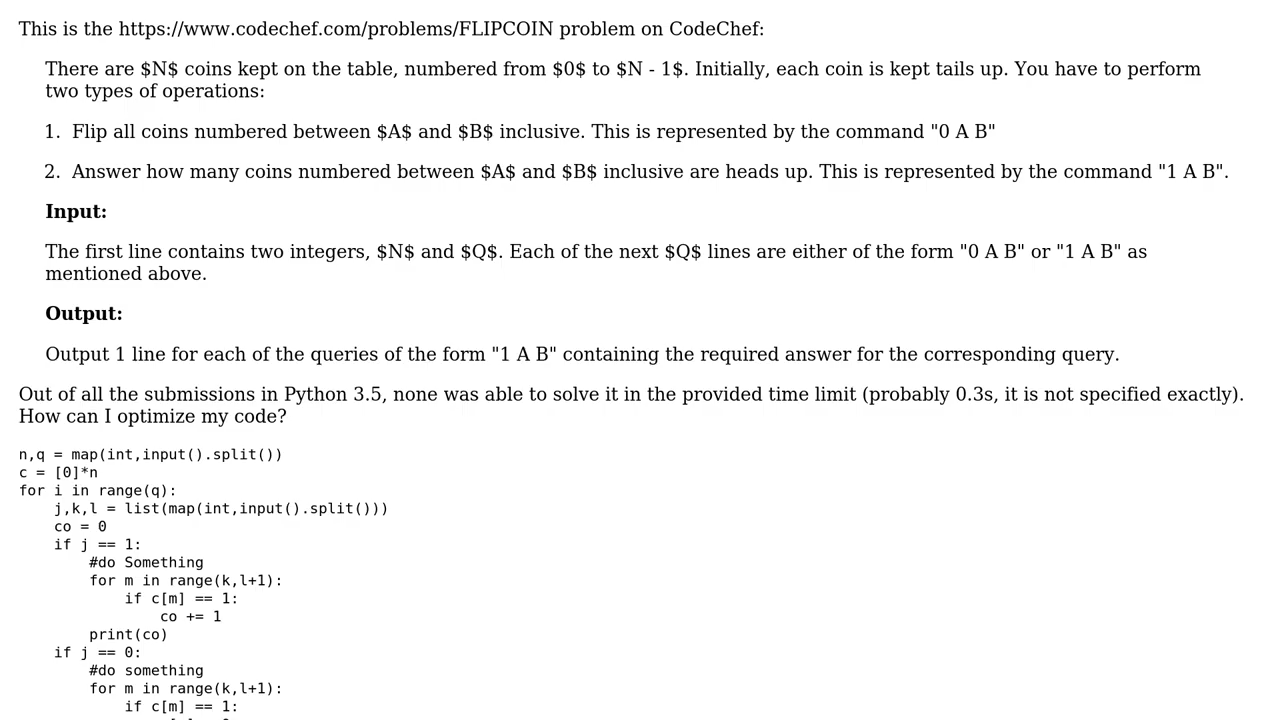 This is the https://www.codechef.com/problems/FLIPCOIN problem on CodeChef:
There are $N$ coins kept on the table, numbered from $0$ to $N - 1$. Initially, each coin is kept tails up. You have to perform
two types of operations:
1. Flip all coins numbered between $A$ and $B$ inclusive. This is represented by the command "0 A B"
2. Answer how many coins numbered between $A$ and $B$ inclusive are heads up. This is represented by the command "1 A B".
Input:
The first line contains two integers, $N$ and $Q$. Each of the next $Q$ lines are either of the form "0 A B" or "1 A B" as
mentioned above.
Output:
Output 1 line for each of the queries of the form "1 A B" containing the required answer for the corresponding query.
Out of all the submissions in Python 3.5, none was able to solve it in the provided time limit (probably 0.3s, it is not specified exactly).
How can I optimize my code?
n,q = map(int,input().split())
c = [0]*n
for i in range(q):
    j,k,l = list(map(int,input().split()))
    co = 0
    if j == 1:
        #do Something
        for m in range(k,l+1):
            if c[m] == 1:
                co += 1
        print(co)
    if j == 0:
        #do something
        for m in range(k,l+1):
            if c[m] == 1: